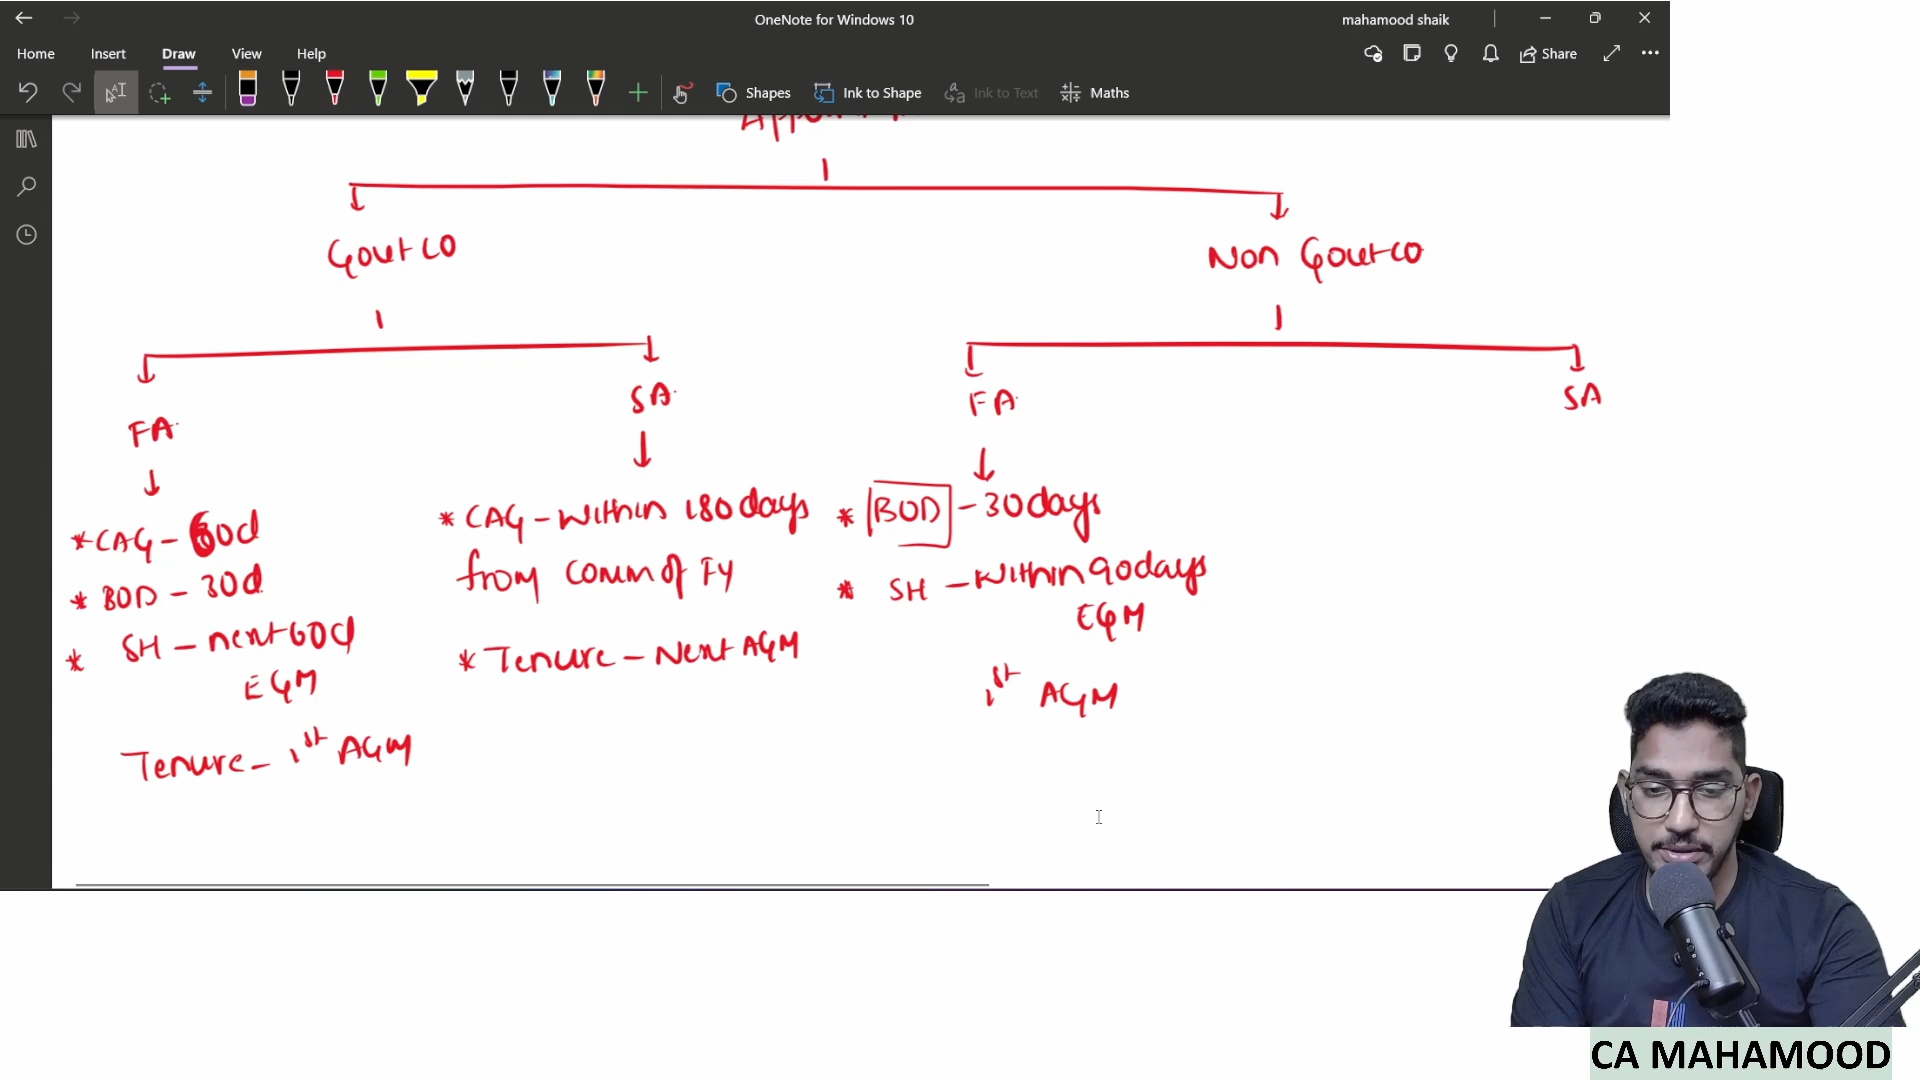 OneNote for Windows 10
mahamood shaik
Home Insert Draw View Help
Share
Shapes Ink to Shape Ink to Text Maths
Govt CO
Non Govt CO
FA
SA
FA
SA
*CAG - 60d
* BOD - 30d
* SH - next 60d
EGM
Tenure - 1st AGM
* CAG - Within 180 days
from Comm of FY
* Tenure - Next AGM
* BOD - 30 days
* SH - Within 90 days
EGM
1st AGM
CA MAHAMOOD